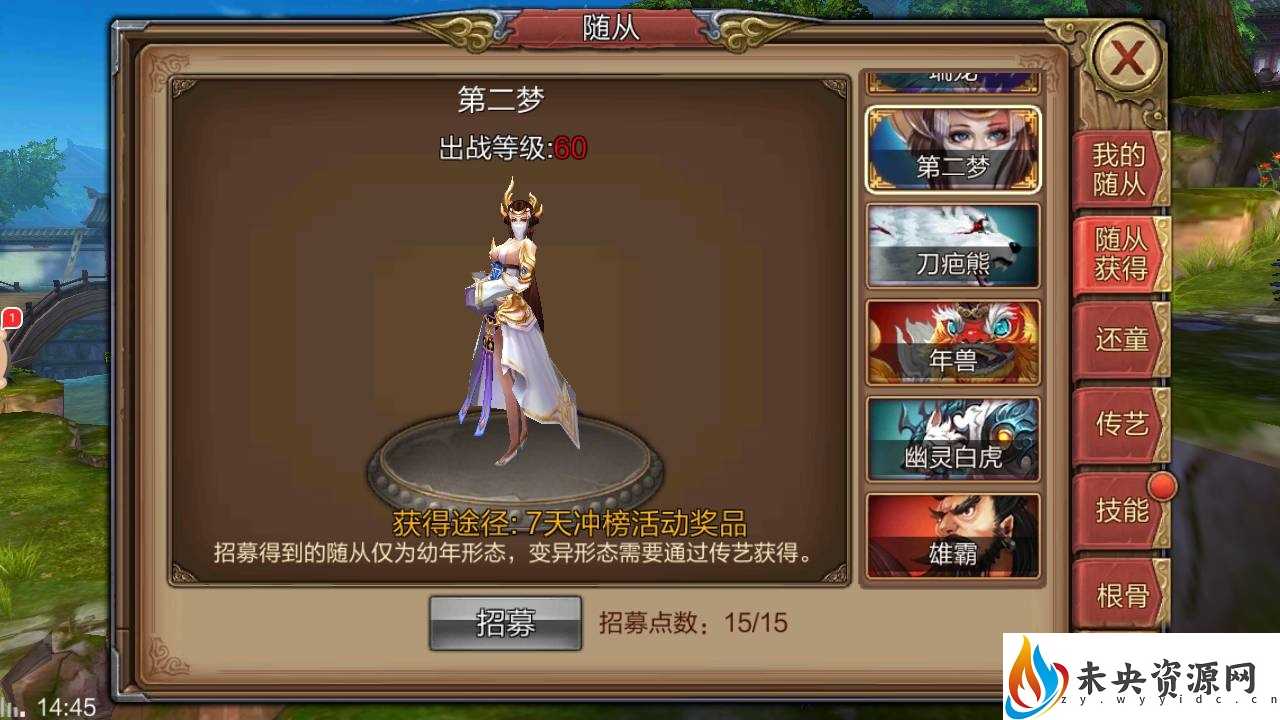 随从
第二梦
出战等级:60
获得途径: 7天冲榜活动奖品
招募得到的随从仅为幼年形态，变异形态需要通过传艺获得。
招募
招募点数：15/15
第二梦
刀疤熊
年兽
幽灵白虎
雄霸
我的
随从
随从
获得
还童
传艺
技能
根骨
1
14:45
未央资源网
zy.wyyidc.cn